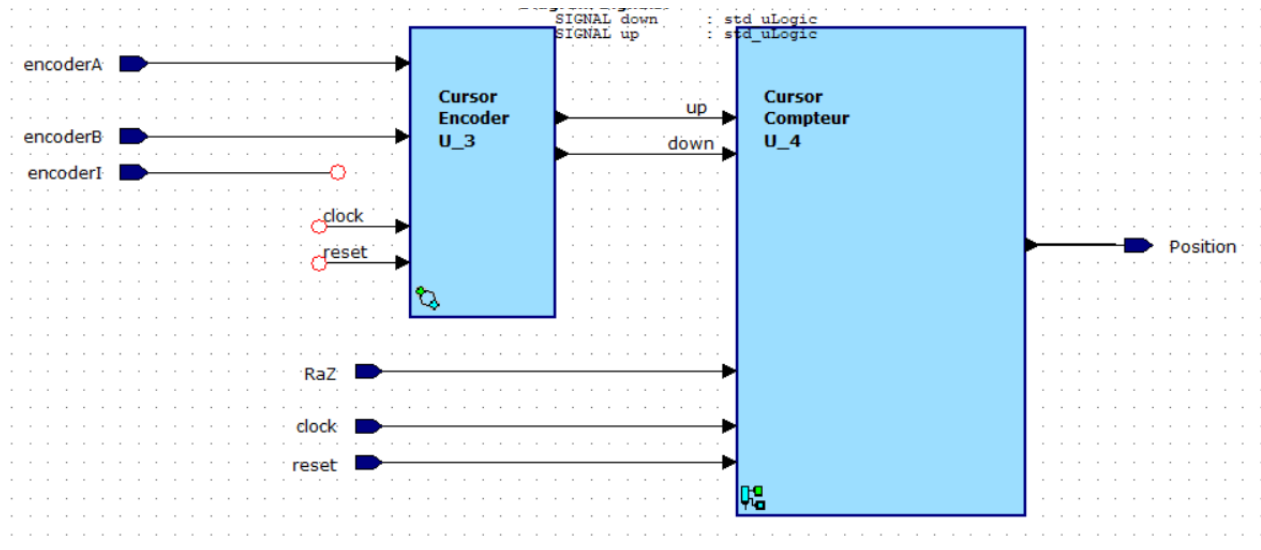 SIGNAL down : std_uLogic
SIGNAL up : std_uLogic
encoderA
encoderB
encoderI
clock
reset
Cursor
Encoder
U_3
up
down
Cursor
Compteur
U_4
Position
RaZ
clock
reset